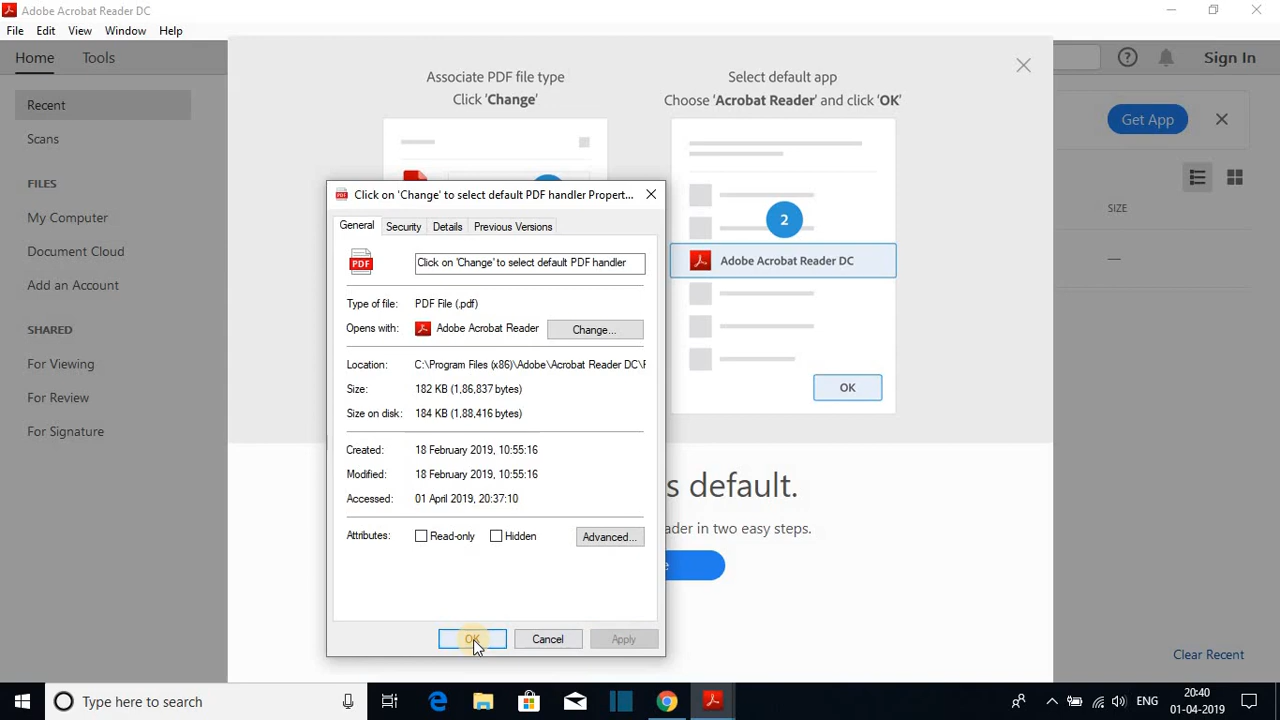 Adobe Acrobat Reader DC
File Edit View Window Help
Home Tools
Sign In
Recent
Scans
FILES
My Computer
Document Cloud
Add an Account
SHARED
For Viewing
For Review
For Signature
Associate PDF file type
Click 'Change'
Select default app
Choose 'Acrobat Reader' and click 'OK'
2
Adobe Acrobat Reader DC
OK
Get App
SIZE
—
Click on 'Change' to select default PDF handler Propert...
General Security Details Previous Versions
PDF
Click on 'Change' to select default PDF handler
Type of file: PDF File (.pdf)
Opens with: Adobe Acrobat Reader Change...
Location: C:\Program Files (x86)\Adobe\Acrobat Reader DC\F
Size: 182 KB (1,86,837 bytes)
Size on disk: 184 KB (1,88,416 bytes)
Created: 18 February 2019, 10:55:16
Modified: 18 February 2019, 10:55:16
Accessed: 01 April 2019, 20:37:10
Attributes: Read-only Hidden Advanced...
OK Cancel Apply
s default.
ader in two easy steps.
e
Clear Recent
Type here to search
ENG
20:40
01-04-2019